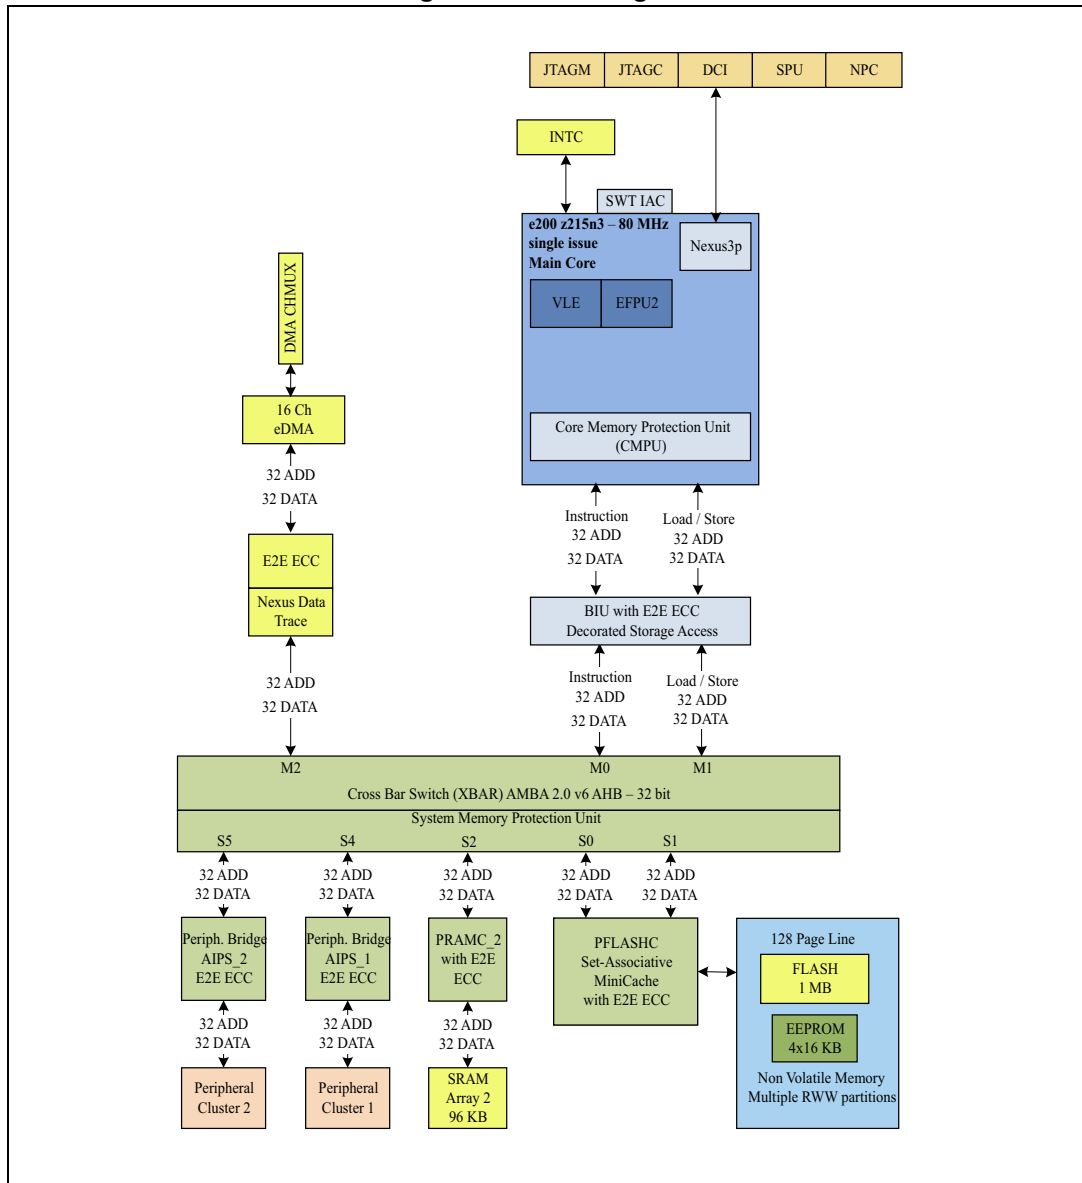 JTAGM JTAGC DCI SPU NPC
INTC
SWT IAC
e200 z215n3 – 80 MHz
single issue
Main Core
Nexus3p
VLE EFPU2
DMA CHMUX
16 Ch
eDMA
Core Memory Protection Unit
(CMPU)
32 ADD
32 DATA
Instruction
32 ADD
32 DATA
Load / Store
32 ADD
32 DATA
E2E ECC
Nexus Data
Trace
BIU with E2E ECC
Decorated Storage Access
32 ADD
32 DATA
Instruction
32 ADD
32 DATA
Load / Store
32 ADD
32 DATA
M2 M0 M1
Cross Bar Switch (XBAR) AMBA 2.0 v6 AHB – 32 bit
System Memory Protection Unit
S5 S4 S2 S0 S1
32 ADD 32 ADD 32 ADD 32 ADD 32 ADD
32 DATA 32 DATA 32 DATA 32 DATA 32 DATA
Periph. Bridge
AIPS_2
E2E ECC
Periph. Bridge
AIPS_1
E2E ECC
PRAMC_2
with E2E
ECC
PFLASHC
Set-Associative
MiniCache
with E2E ECC
128 Page Line
FLASH
1 MB
EEPROM
4x16 KB
Non Volatile Memory
Multiple RWW partitions
32 ADD 32 ADD 32 ADD
32 DATA 32 DATA 32 DATA
Peripheral
Cluster 2
Peripheral
Cluster 1
SRAM
Array 2
96 KB